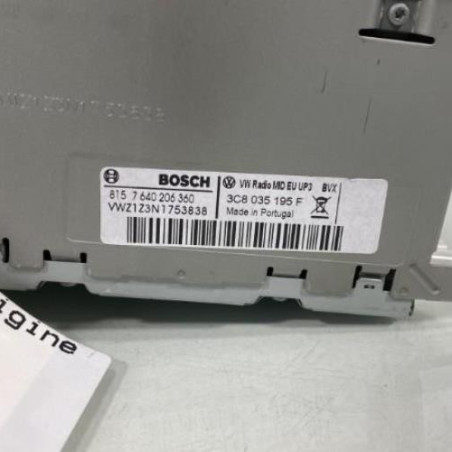 VWZ1Z3N1753838
BOSCH
815 7 640 206 360
VWZ1Z3N1753838
VW Radio MID EU UP3 BVX
3C8 035 195 F
Made in Portugal
igine